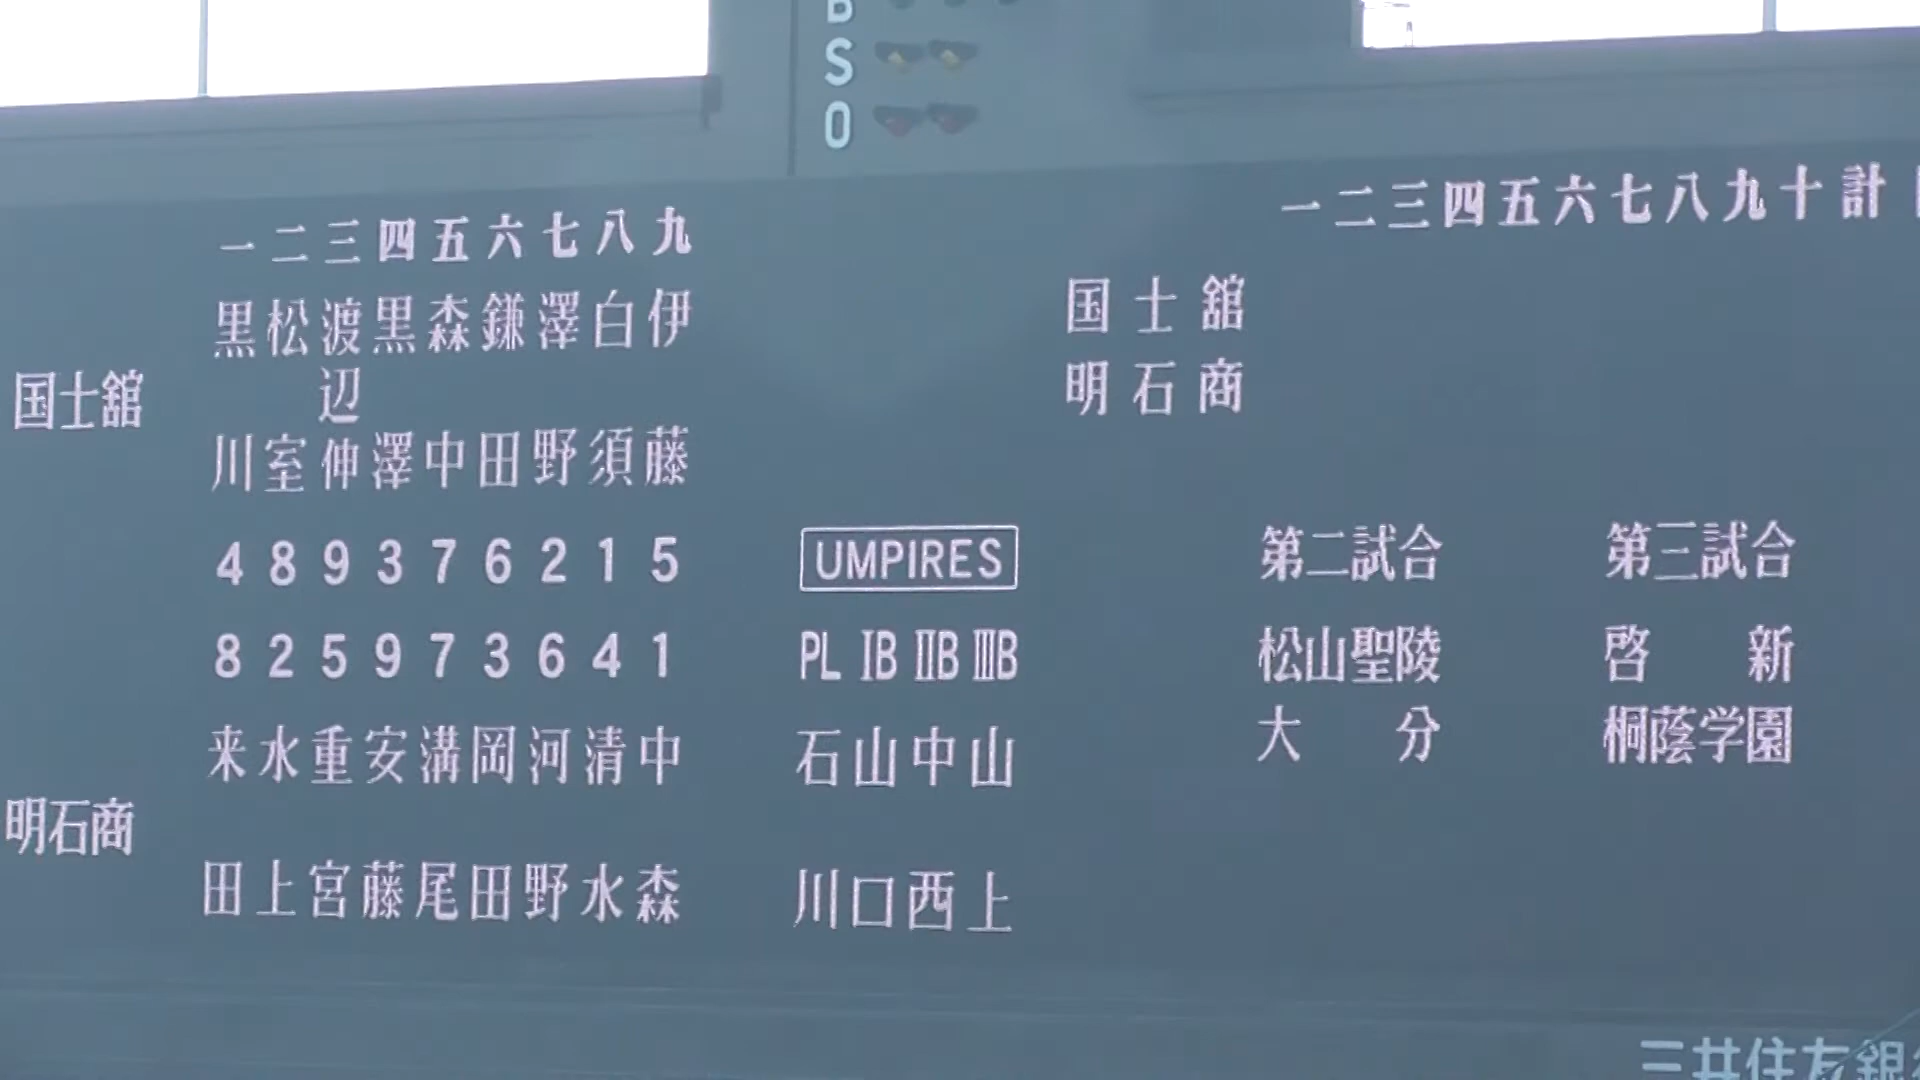 B
S
O
一 二 三 四 五 六 七 八 九
一 二 三 四 五 六 七 八 九 十 計
国士舘
黒 松 渡 黒 森 鎌 澤 白 伊
辺
川 室 伸 澤 中 田 野 須 藤
4 8 9 3 7 6 2 1 5
8 2 5 9 7 3 6 4 1
明石商
来 水 重 安 溝 岡 河 清 中
田 上 宮 藤 尾 田 野 水 森
UMPIRES
PL ⅠB ⅡB ⅢB
石 山 中 山
川 口 西 上
国 士 舘
明 石 商
第二試合
松山聖陵
大 分
第三試合
啓 新
桐蔭学園
三井住友銀